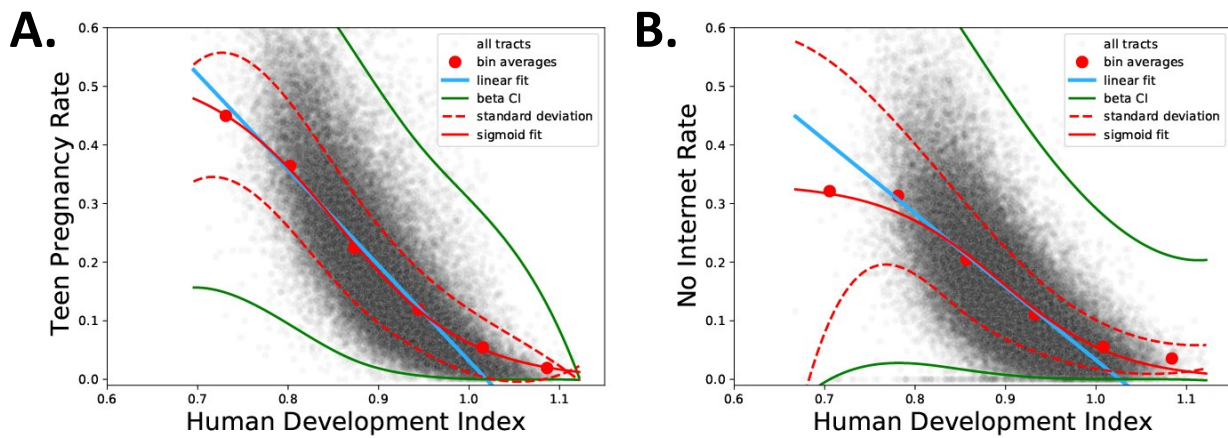 A.
0.6
0.5
0.4
0.3
0.2
0.1
0.0
Teen Pregnancy Rate
all tracts
bin averages
linear fit
beta CI
standard deviation
sigmoid fit
0.6 0.7 0.8 0.9 1.0 1.1
Human Development Index
B.
0.6
0.5
0.4
0.3
0.2
0.1
0.0
No Internet Rate
all tracts
bin averages
linear fit
beta CI
standard deviation
sigmoid fit
0.6 0.7 0.8 0.9 1.0 1.1
Human Development Index